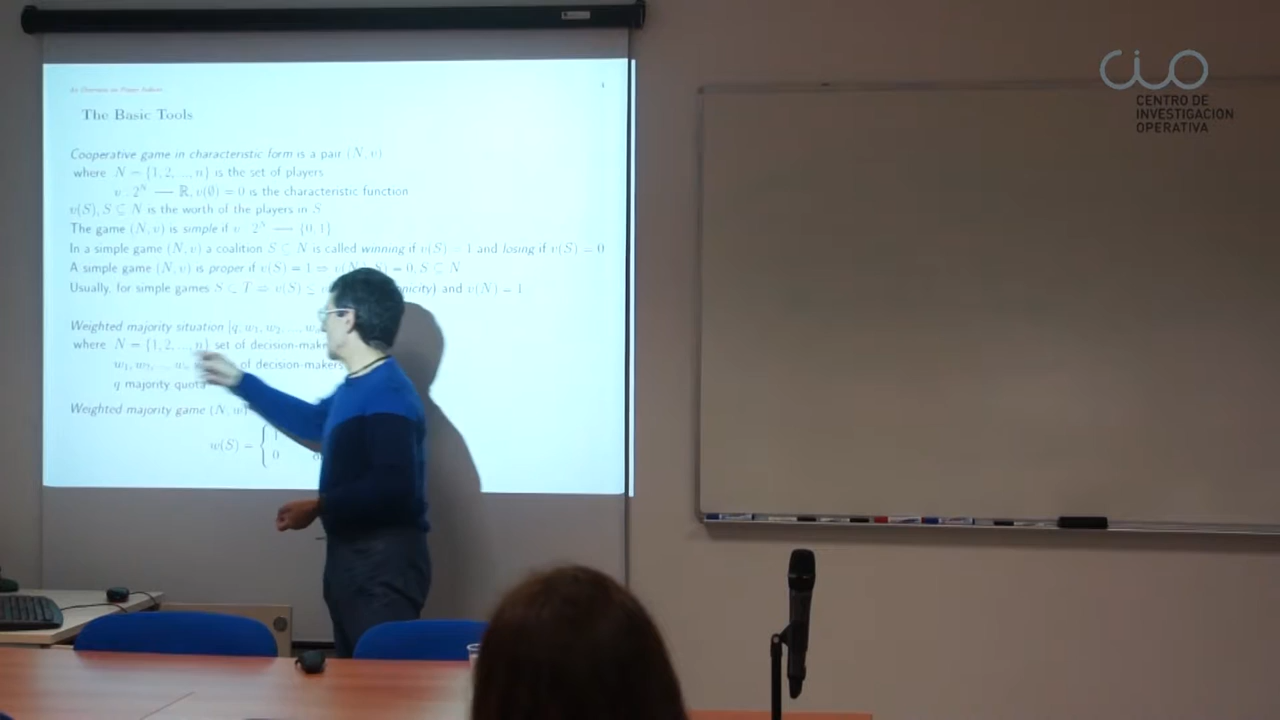 An Overview on Power Indices
4
The Basic Tools
Cooperative game in characteristic form is a pair (N, v)
where N = {1, 2, ..., n} is the set of players
v : 2^N — ℝ, v(∅) = 0 is the characteristic function
v(S), S ⊆ N is the worth of the players in S
The game (N, v) is simple if v : 2^N — {0, 1}
In a simple game (N, v) a coalition S ⊆ N is called winning if v(S) = 1 and losing if v(S) = 0
A simple game (N, v) is proper if v(S) = 1 ⇒ v(N \ S) = 0, S ⊆ N
Usually, for simple games S ⊂ T ⇒ v(S) ≤ and v(N) = 1
Weighted majority situation [q, w₁, w₂, ...,
where N = {1, 2, ..., n} set of decision-make
w₁, w₂, ... of decision-makers
q majority quota
Weighted majority game (N, w)
w(S) = { 1
0
CIO
CENTRO DE
INVESTIGACION
OPERATIVA